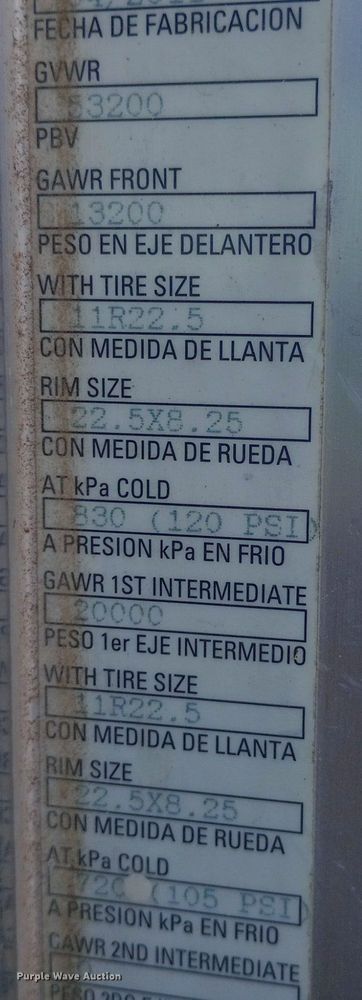 FECHA DE FABRICACION
GVWR
53200
PBV
GAWR FRONT
13200
PESO EN EJE DELANTERO
WITH TIRE SIZE
11R22.5
CON MEDIDA DE LLANTA
RIM SIZE
22.5X8.25
CON MEDIDA DE RUEDA
AT kPa COLD
830 (120 PSI)
A PRESION kPa EN FRIO
GAWR 1ST INTERMEDIATE
20000
PESO 1er EJE INTERMEDIO
WITH TIRE SIZE
11R22.5
CON MEDIDA DE LLANTA
RIM SIZE
22.5X8.25
CON MEDIDA DE RUEDA
AT kPa COLD
720 (105 PSI)
A PRESION kPa EN FRIO
GAWR 2ND INTERMEDIATE
Purple Wave Auction